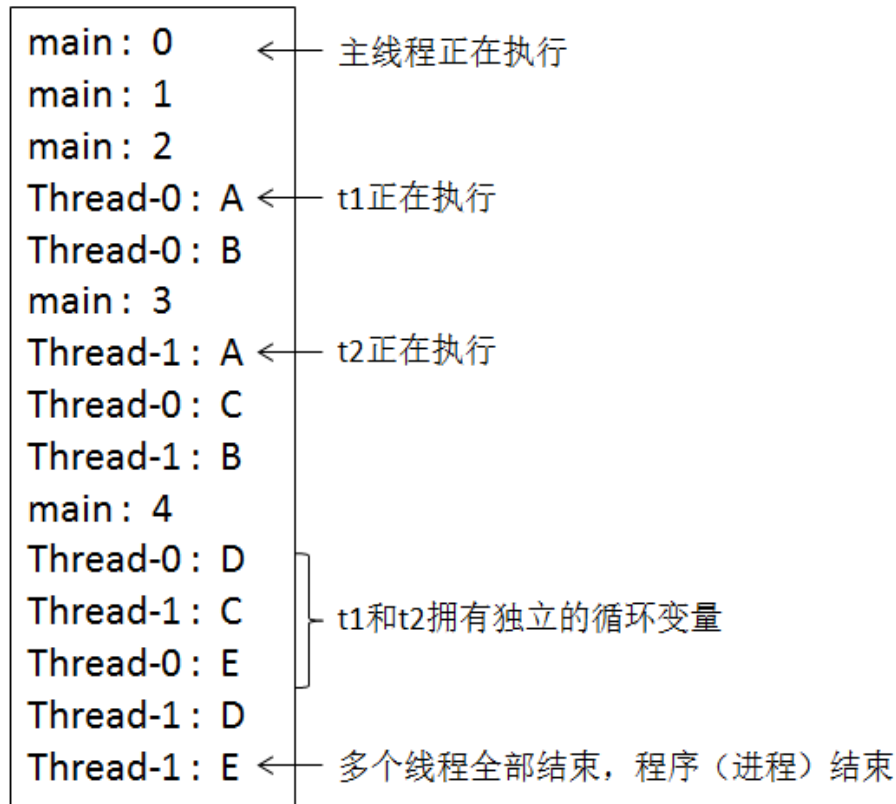 main: 0 ← 主线程正在执行
main: 1
main: 2
Thread-0: A ← t1正在执行
Thread-0: B
main: 3
Thread-1: A ← t2正在执行
Thread-0: C
Thread-1: B
main: 4
Thread-0: D
Thread-1: C t1和t2拥有独立的循环变量
Thread-0: E
Thread-1: D
Thread-1: E ← 多个线程全部结束，程序（进程）结束